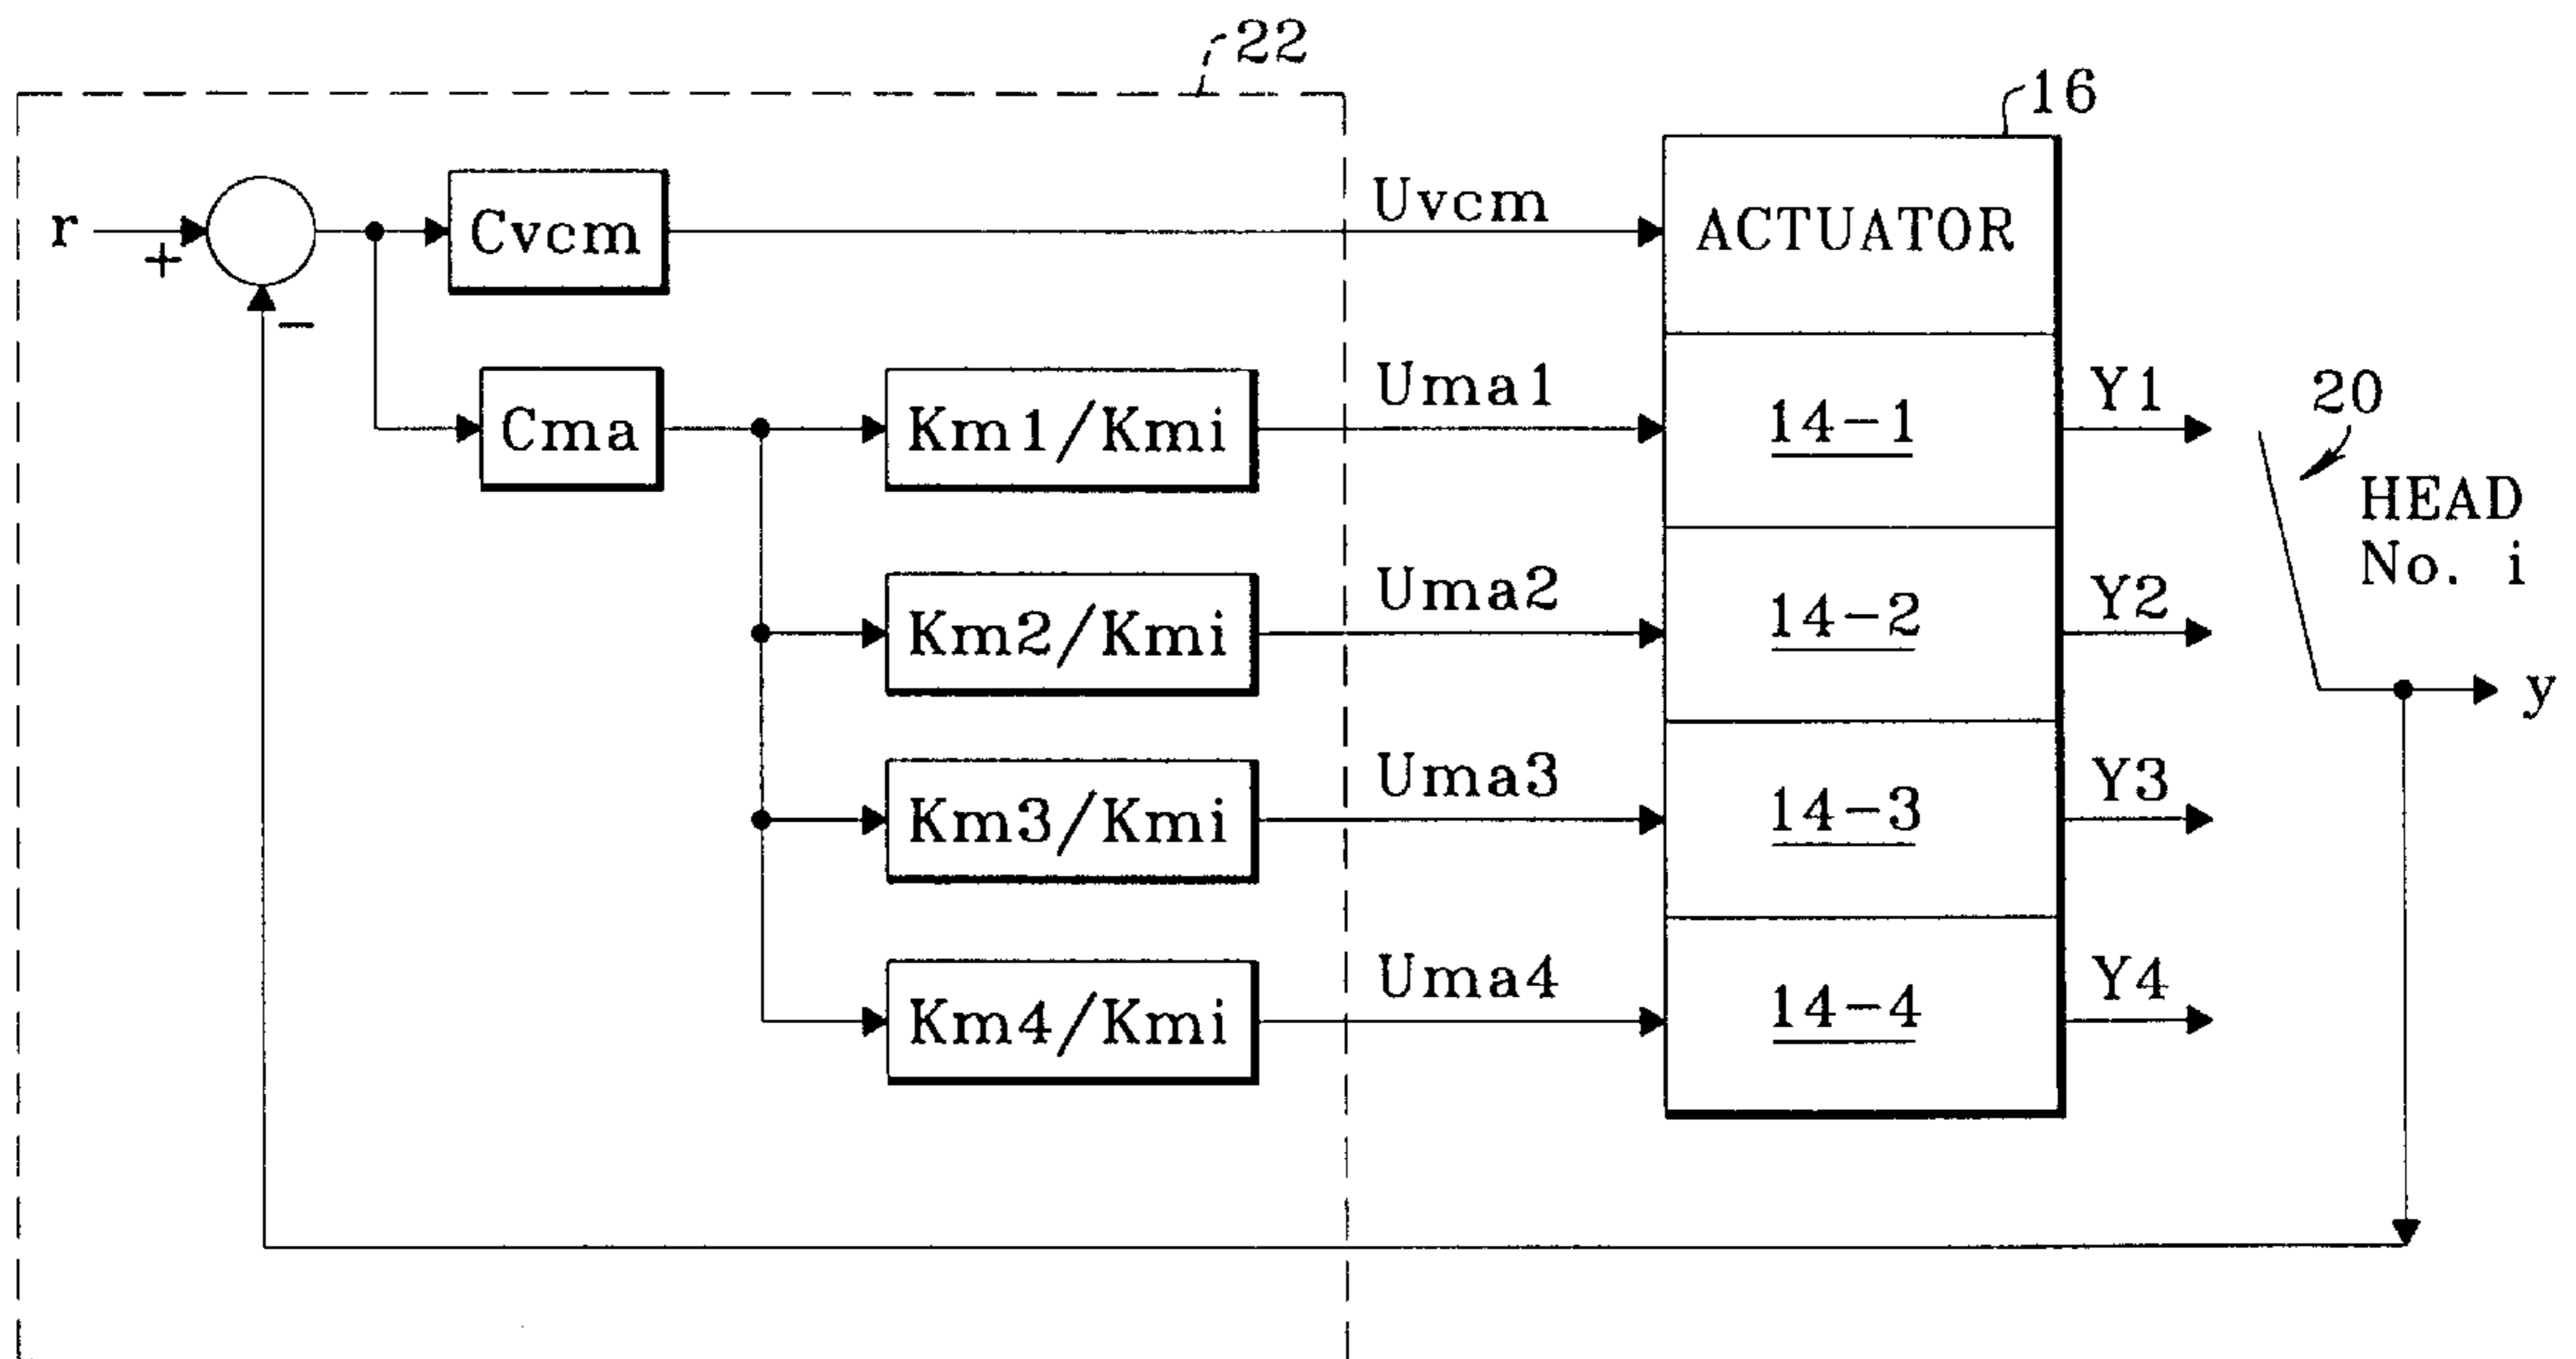 22
16
r
+
−
Cvcm
Uvcm
ACTUATOR
Cma
Km1/Kmi
Uma1
14-1
Y1
20
HEAD
No. i
Km2/Kmi
Uma2
14-2
Y2
y
Km3/Kmi
Uma3
14-3
Y3
Km4/Kmi
Uma4
14-4
Y4